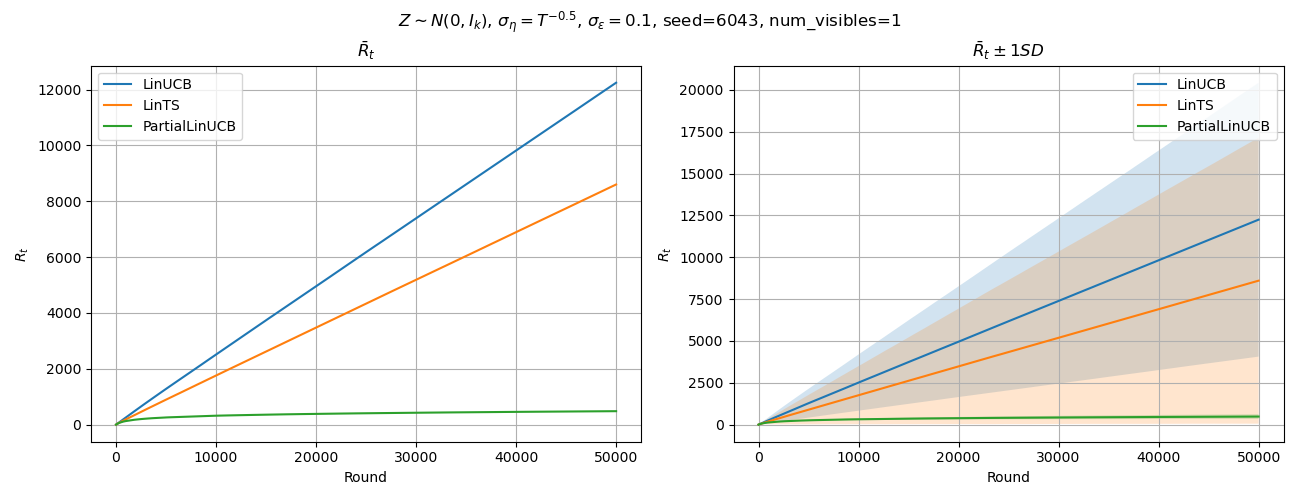 Z ~ N(0, I_k), σ_η = T^{-0.5}, σ_ε = 0.1, seed=6043, num_visibles=1
R̄_t
LinUCB
LinTS
PartialLinUCB
R_t
12000
10000
8000
6000
4000
2000
0
0 10000 20000 30000 40000 50000
Round
R̄_t ± 1SD
LinUCB
LinTS
PartialLinUCB
R_t
20000
17500
15000
12500
10000
7500
5000
2500
0
0 10000 20000 30000 40000 50000
Round